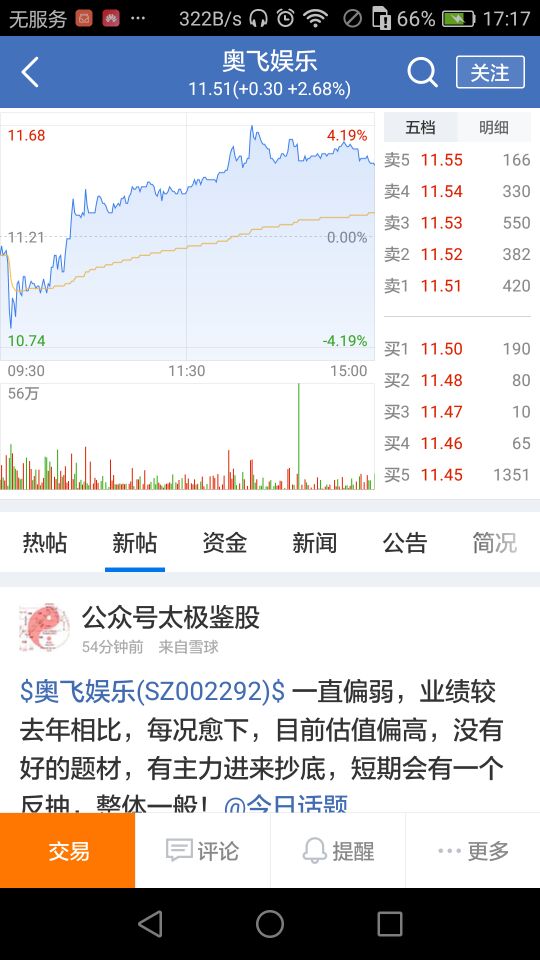 无服务 ... 322B/s 66% 17:17
奥飞娱乐
11.51(+0.30 +2.68%)
关注
11.68 4.19%
11.21 0.00%
10.74 -4.19%
09:30 11:30 15:00
56万
五档 明细
卖5 11.55 166
卖4 11.54 330
卖3 11.53 550
卖2 11.52 382
卖1 11.51 420
买1 11.50 190
买2 11.48 80
买3 11.47 10
买4 11.46 65
买5 11.45 1351
热帖 新帖 资金 新闻 公告 简况
公众号太极鉴股
54分钟前 来自雪球
$奥飞娱乐(SZ002292)$ 一直偏弱，业绩较
去年相比，每况愈下，目前估值偏高，没有
好的题材，有主力进来抄底，短期会有一个
反抽，整体一般！@今日话题
交易 评论 提醒 更多